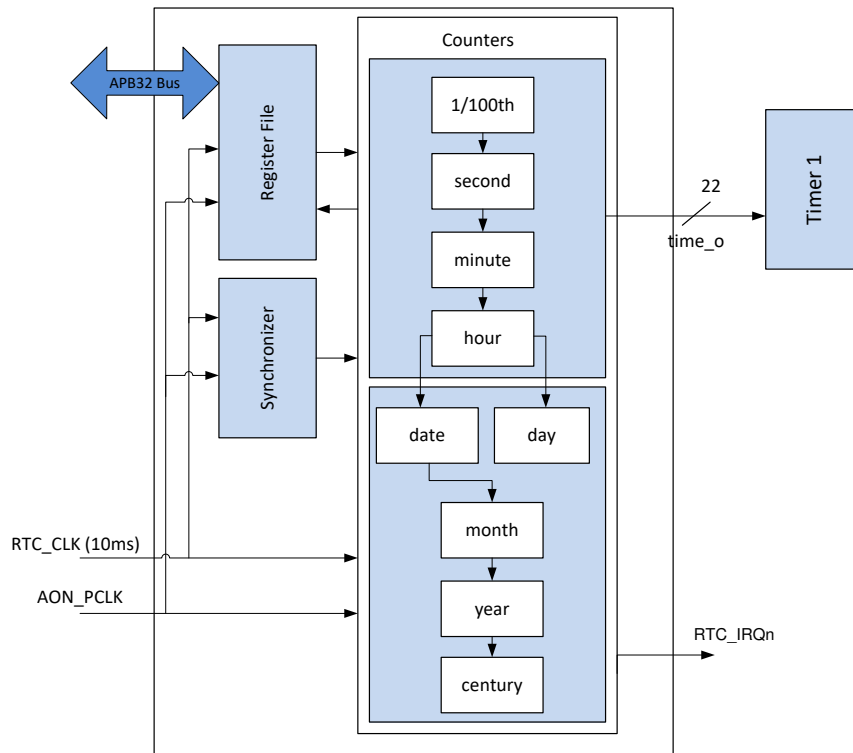 Counters
APB32 Bus
Register File
1/100th
second
minute
hour
22
time_o
Timer 1
Synchronizer
date
day
month
year
century
RTC_CLK (10ms)
AON_PCLK
RTC_IRQn